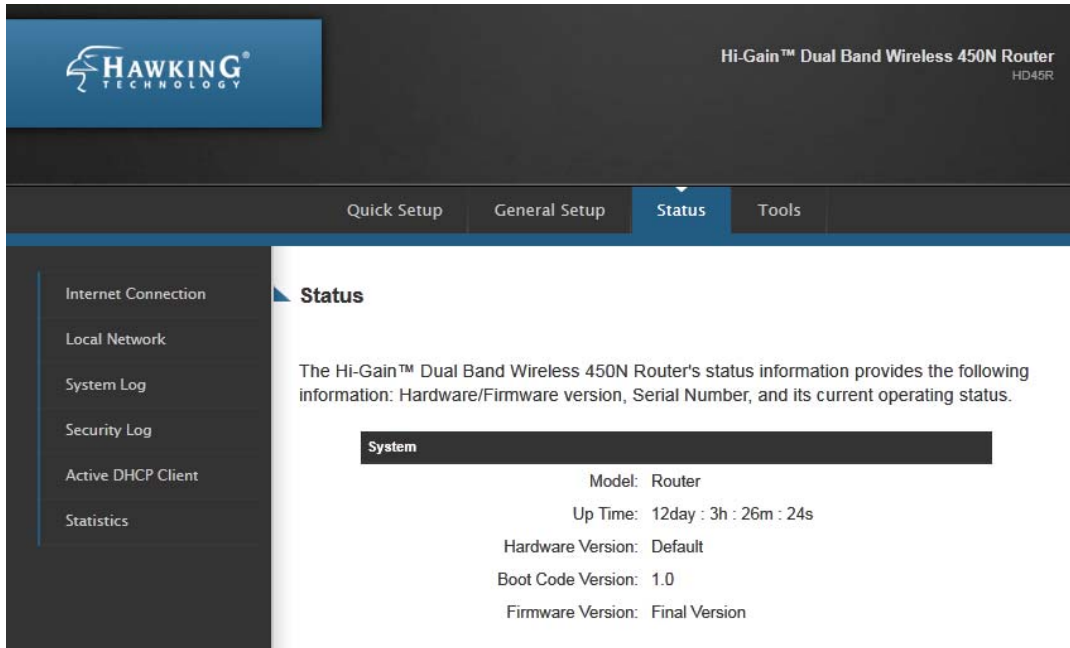 HAWKING®
TECHNOLOGY
Hi-Gain™ Dual Band Wireless 450N Router
HD45R
Quick Setup
General Setup
Status
Tools
Internet Connection
Local Network
System Log
Security Log
Active DHCP Client
Statistics
Status
The Hi-Gain™ Dual Band Wireless 450N Router's status information provides the following
information: Hardware/Firmware version, Serial Number, and its current operating status.
System
Model: Router
Up Time: 12day : 3h : 26m : 24s
Hardware Version: Default
Boot Code Version: 1.0
Firmware Version: Final Version